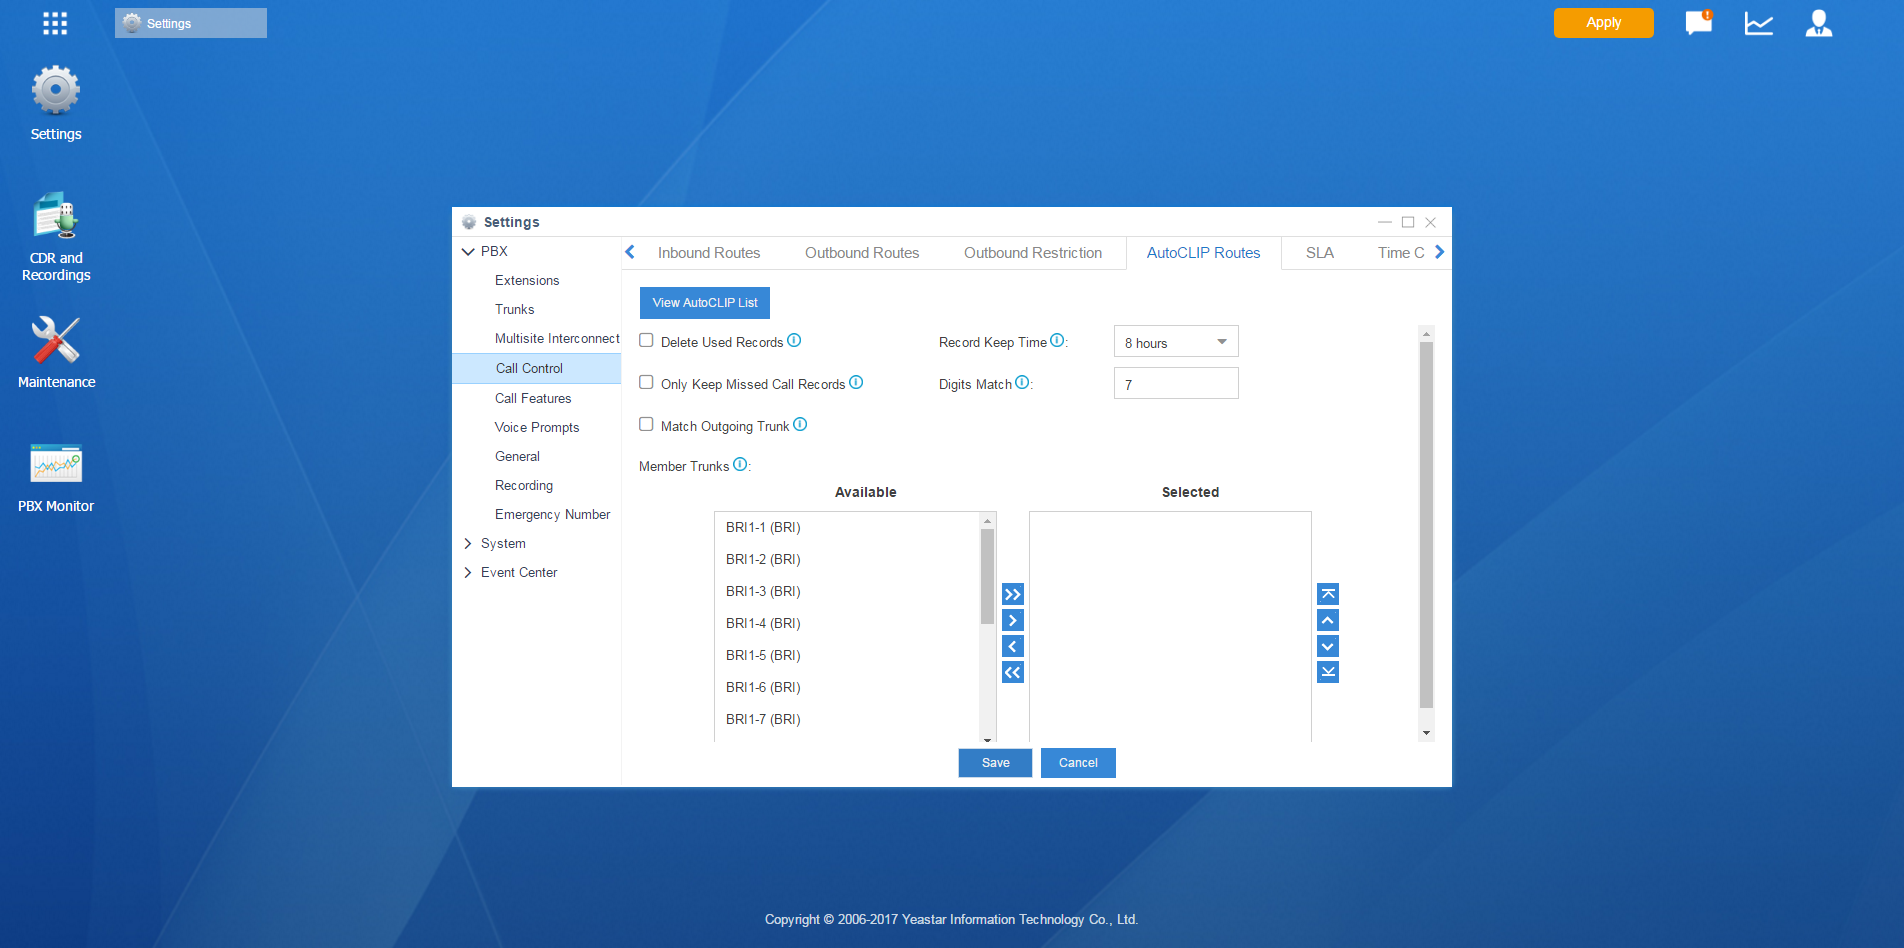 Settings
Apply
Settings
CDR and
Recordings
Maintenance
PBX Monitor
Settings
PBX
Extensions
Trunks
Multisite Interconnect
Call Control
Call Features
Voice Prompts
General
Recording
Emergency Number
System
Event Center
Inbound Routes
Outbound Routes
Outbound Restriction
AutoCLIP Routes
SLA
Time C
View AutoCLIP List
Delete Used Records
Record Keep Time :
8 hours
Only Keep Missed Call Records
Digits Match :
7
Match Outgoing Trunk
Member Trunks :
Available
Selected
BRI1-1 (BRI)
BRI1-2 (BRI)
BRI1-3 (BRI)
BRI1-4 (BRI)
BRI1-5 (BRI)
BRI1-6 (BRI)
BRI1-7 (BRI)
Save
Cancel
Copyright © 2006-2017 Yeastar Information Technology Co., Ltd.